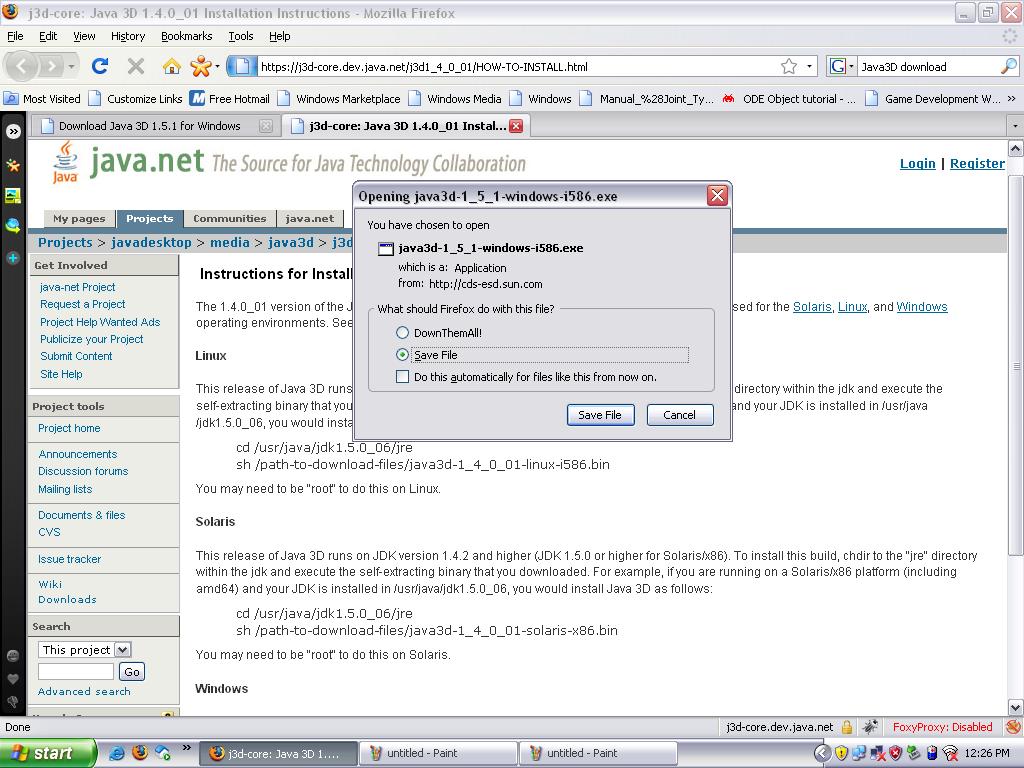 j3d-core: Java 3D 1.4.0_01 Installation Instructions - Mozilla Firefox
File Edit View History Bookmarks Tools Help
https://j3d-core.dev.java.net/j3d1_4_0_01/HOW-TO-INSTALL.html
G Java3D download
Most Visited Customize Links Free Hotmail Windows Marketplace Windows Media Windows Manual_%28Joint_Ty... ODE Object tutorial - ... Game Development W... »
Download Java 3D 1.5.1 for Windows
j3d-core: Java 3D 1.4.0_01 Instal...
Java
java.net The Source for Java Technology Collaboration
Login | Register
My pages Projects Communities java.net
Projects > javadesktop > media > java3d > j3d
Opening java3d-1_5_1-windows-i586.exe
You have chosen to open
java3d-1_5_1-windows-i586.exe
which is a: Application
from: http://cds-esd.sun.com
What should Firefox do with this file?
DownThemAll!
Save File
Do this automatically for files like this from now on.
Save File Cancel
Get Involved
java-net Project
Request a Project
Project Help Wanted Ads
Publicize your Project
Submit Content
Site Help
Project tools
Project home
Announcements
Discussion forums
Mailing lists
Documents & files
CVS
Issue tracker
Wiki
Downloads
Search
This project
Go
Advanced search
Instructions for Instal
The 1.4.0_01 version of the J sed for the Solaris, Linux, and Windows
operating environments. See
Linux
This release of Java 3D runs directory within the jdk and execute the
self-extracting binary that you and your JDK is installed in /usr/java
/jdk1.5.0_06, you would insta
cd /usr/java/jdk1.5.0_06/jre
sh /path-to-download-files/java3d-1_4_0_01-linux-i586.bin
You may need to be "root" to do this on Linux.
Solaris
This release of Java 3D runs on JDK version 1.4.2 and higher (JDK 1.5.0 or higher for Solaris/x86). To install this build, chdir to the "jre" directory
within the jdk and execute the self-extracting binary that you downloaded. For example, if you are running on a Solaris/x86 platform (including
amd64) and your JDK is installed in /usr/java/jdk1.5.0_06, you would install Java 3D as follows:
cd /usr/java/jdk1.5.0_06/jre
sh /path-to-download-files/java3d-1_4_0_01-solaris-x86.bin
You may need to be "root" to do this on Solaris.
Windows
Done
j3d-core.dev.java.net FoxyProxy: Disabled
start » j3d-core: Java 3D 1.... untitled - Paint untitled - Paint 12:26 PM